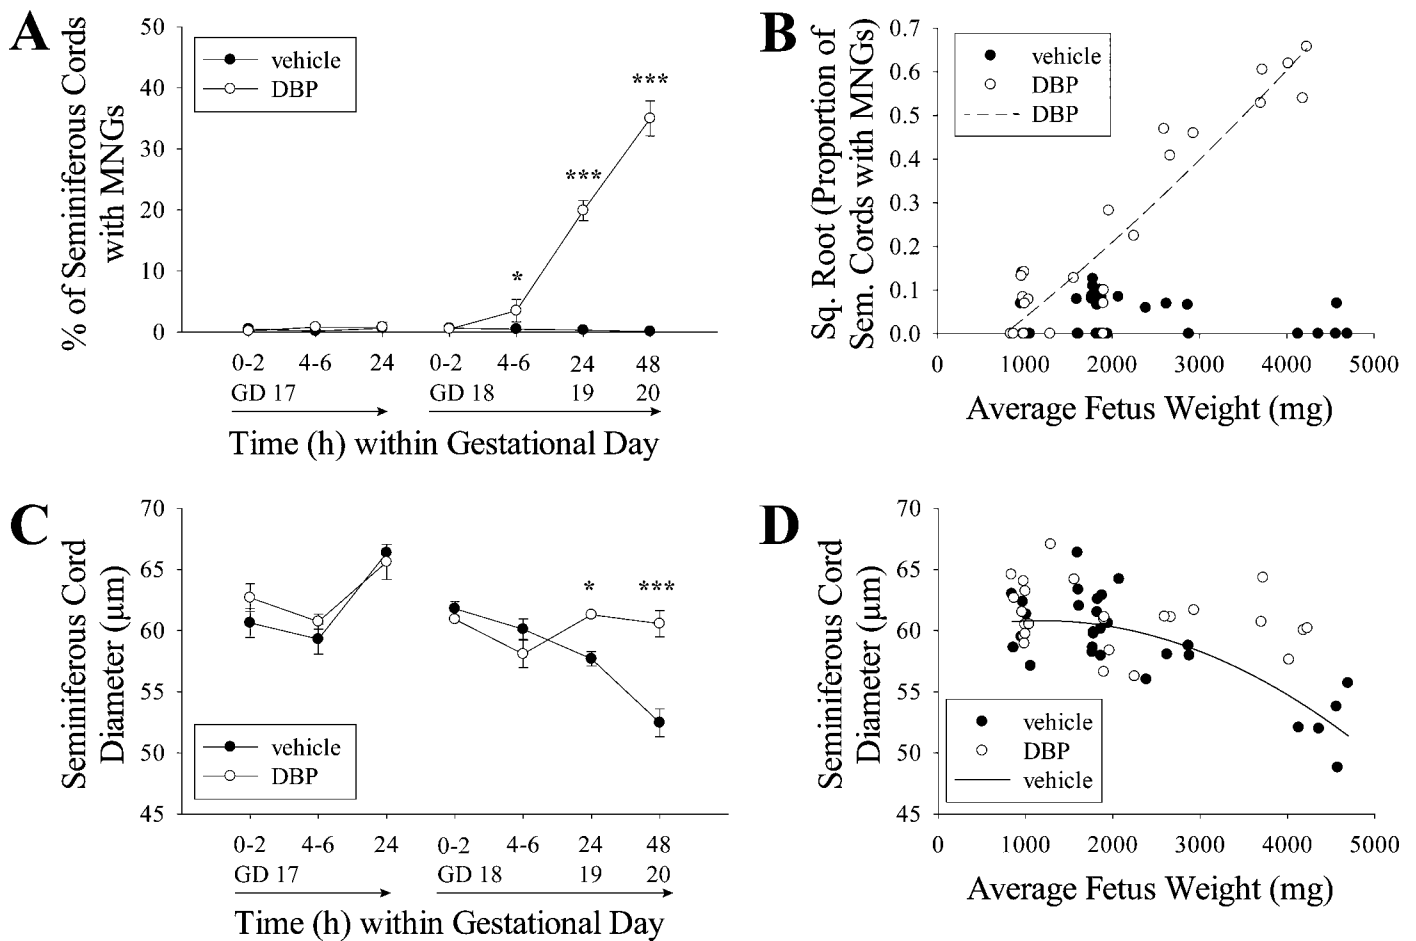 A
% of Seminiferous Cords
with MNGs
50
40
30
20
10
0
vehicle
DBP
*
***
***
0-2
4-6
24
0-2
4-6
24
48
GD 17
GD 18
19
20
Time (h) within Gestational Day
B
Sq. Root (Proportion of
Sem. Cords with MNGs)
0.7
0.6
0.5
0.4
0.3
0.2
0.1
0.0
vehicle
DBP
DBP
0
1000
2000
3000
4000
5000
Average Fetus Weight (mg)
C
Seminiferous Cord
Diameter (µm)
70
65
60
55
50
45
*
***
vehicle
DBP
0-2
4-6
24
0-2
4-6
24
48
GD 17
GD 18
19
20
Time (h) within Gestational Day
D
Seminiferous Cord
Diameter (µm)
70
65
60
55
50
45
vehicle
DBP
vehicle
0
1000
2000
3000
4000
5000
Average Fetus Weight (mg)